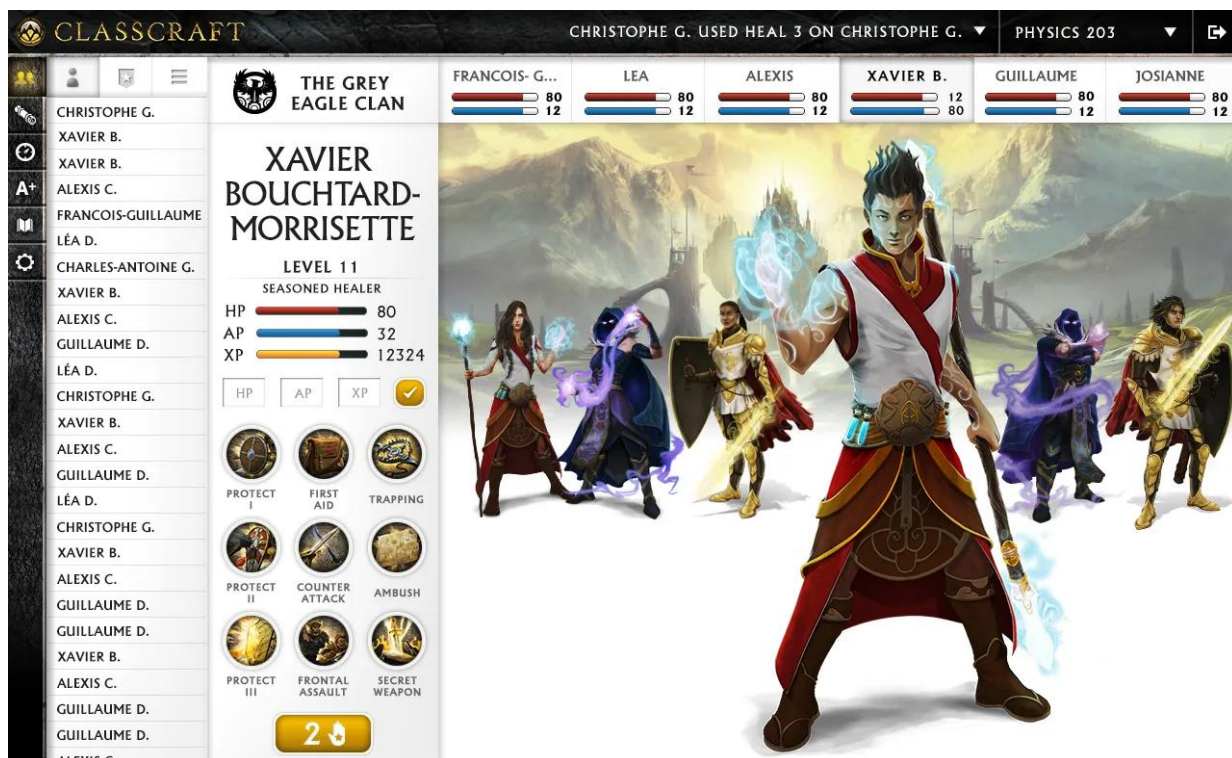 CLASSCRAFT
CHRISTOPHE G. USED HEAL 3 ON CHRISTOPHE G.
PHYSICS 203
A+
CHRISTOPHE G.
XAVIER B.
XAVIER B.
ALEXIS C.
FRANCOIS-GUILLAUME
LÉA D.
CHARLES-ANTOINE G.
XAVIER B.
ALEXIS C.
GUILLAUME D.
LÉA D.
CHRISTOPHE G.
XAVIER B.
ALEXIS C.
GUILLAUME D.
LÉA D.
CHRISTOPHE G.
XAVIER B.
ALEXIS C.
GUILLAUME D.
GUILLAUME D.
XAVIER B.
ALEXIS C.
GUILLAUME D.
GUILLAUME D.
ALEXIS C.
THE GREY
EAGLE CLAN
XAVIER
BOUCHTARD-
MORRISETTE
LEVEL 11
SEASONED HEALER
HP 80
AP 32
XP 12324
HP AP XP
PROTECT
I
FIRST
AID
TRAPPING
PROTECT
II
COUNTER
ATTACK
AMBUSH
PROTECT
III
FRONTAL
ASSAULT
SECRET
WEAPON
2
FRANCOIS- G...
80
12
LEA
80
12
ALEXIS
80
12
XAVIER B.
12
80
GUILLAUME
80
12
JOSIANNE
80
12